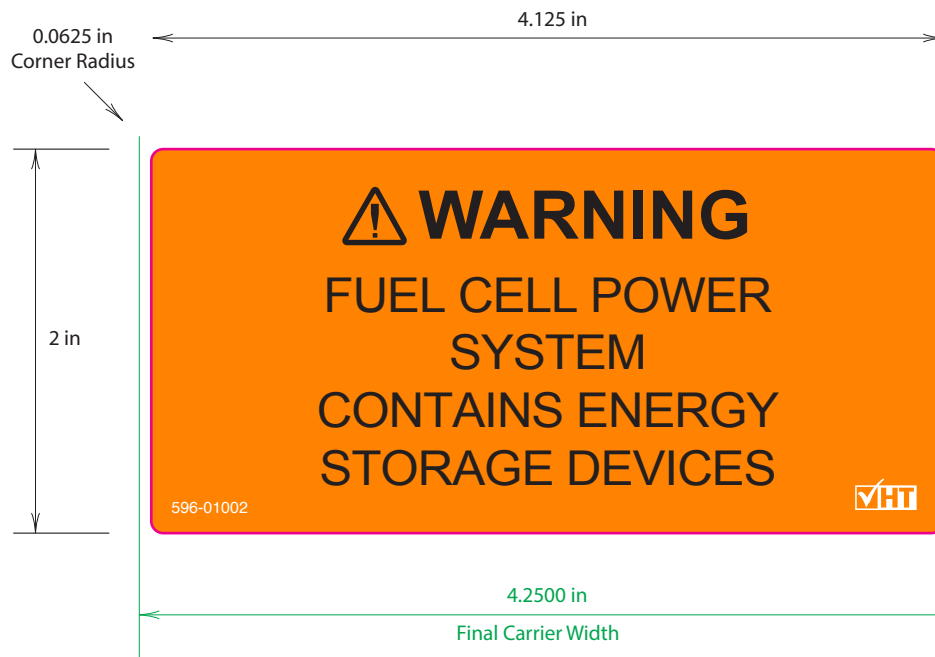 4.125 in
0.0625 in
Corner Radius
WARNING
FUEL CELL POWER
SYSTEM
CONTAINS ENERGY
STORAGE DEVICES
2 in
596-01002
HT
4.2500 in
Final Carrier Width